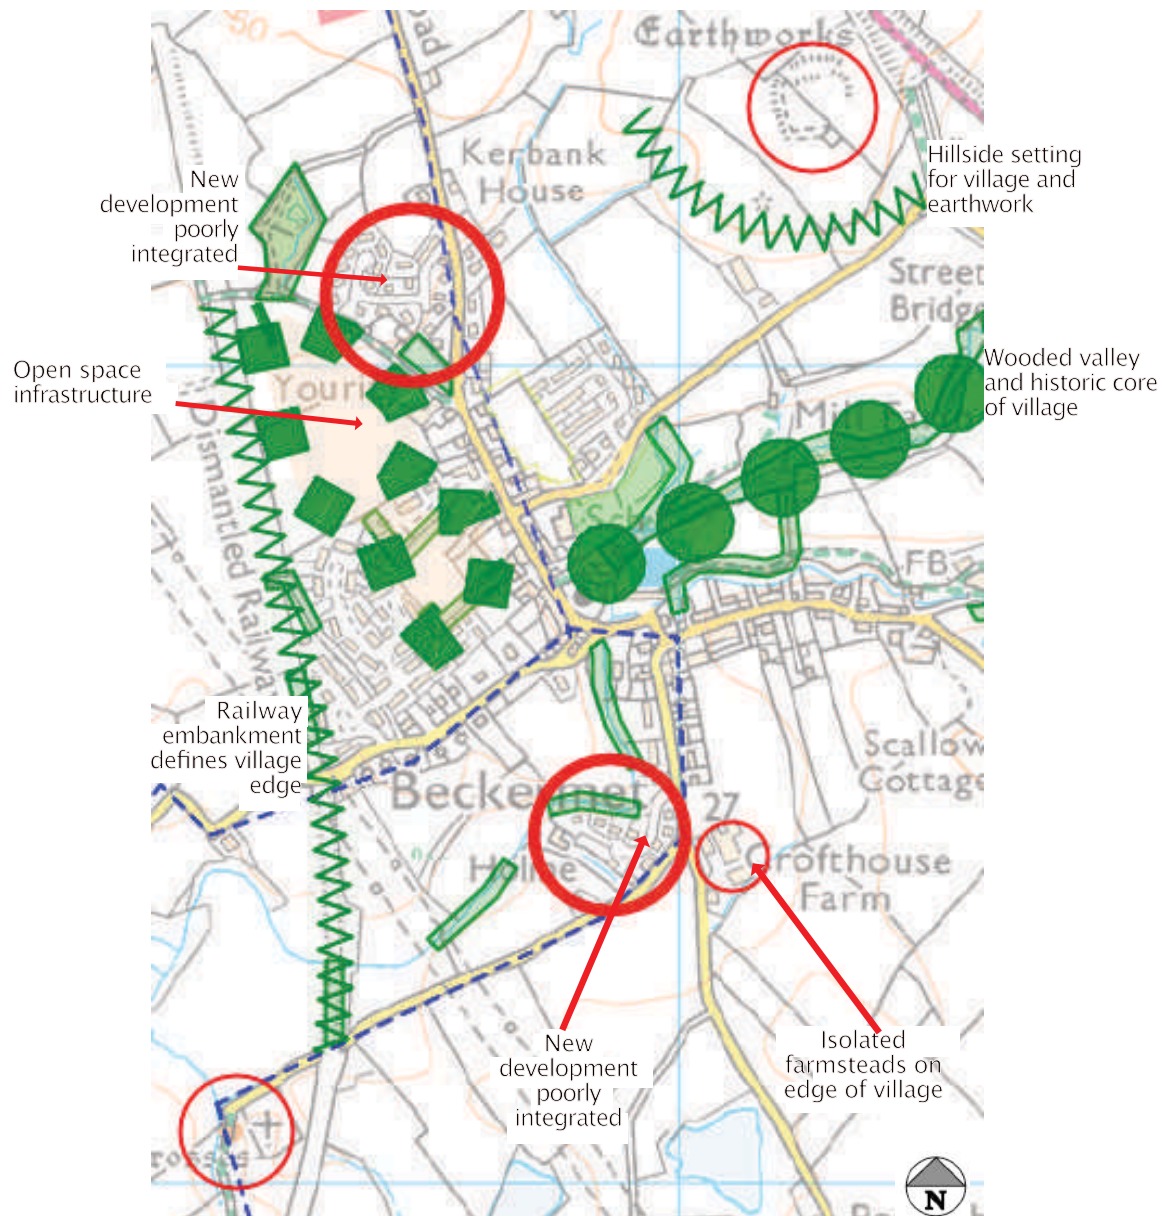 50
Earthworks
Kerbank
House
Hillside setting
for village and
earthwork
New
development
poorly
integrated
Street
Bridge
Open space
infrastructure
Wooded valley
and historic core
of village
Dismantled Railway
FB
Railway
embankment
defines village
edge
Scallow
Cottage
27
Crofthouse
Farm
New
development
poorly
integrated
Isolated
farmsteads on
edge of village
N